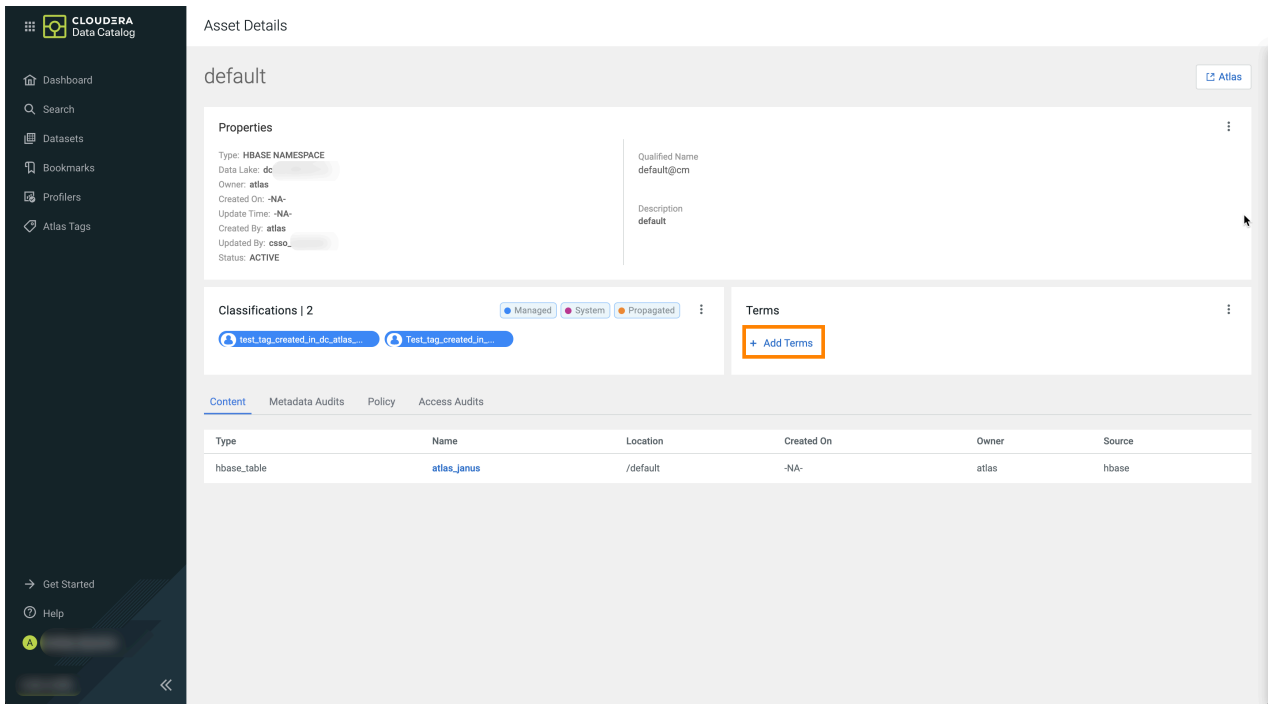 CLOUDERA
Data Catalog
Dashboard
Search
Datasets
Bookmarks
Profilers
Atlas Tags
Get Started
Help
A
Asset Details
default
Atlas
Properties
Type: HBASE NAMESPACE
Data Lake: dc
Owner: atlas
Created On: -NA-
Update Time: -NA-
Created By: atlas
Updated By: csso_
Status: ACTIVE
Qualified Name
default@cm
Description
default
Classifications | 2
Managed System Propagated
test_tag_created_in_dc_atlas_... Test_tag_created_in_...
Terms
+ Add Terms
Content Metadata Audits Policy Access Audits
Type Name Location Created On Owner Source
hbase_table atlas_janus /default -NA- atlas hbase